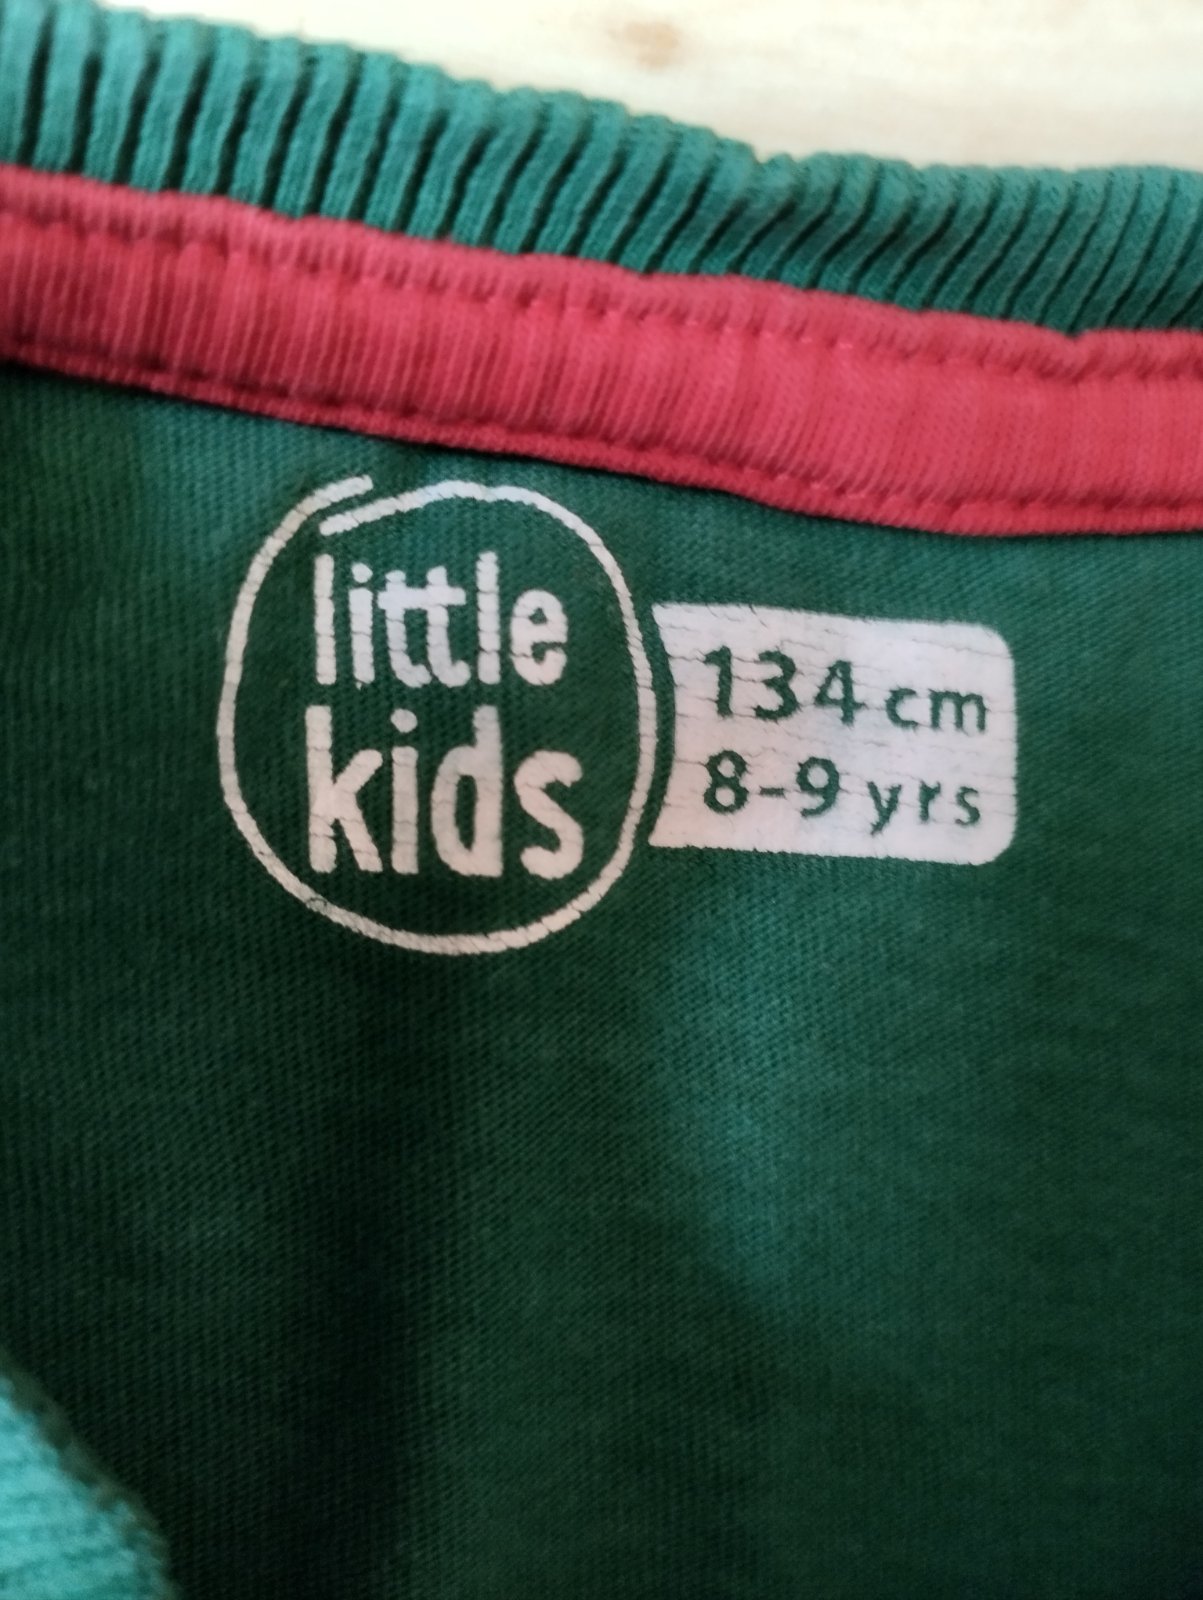 little
kids
134 cm
8-9 yrs